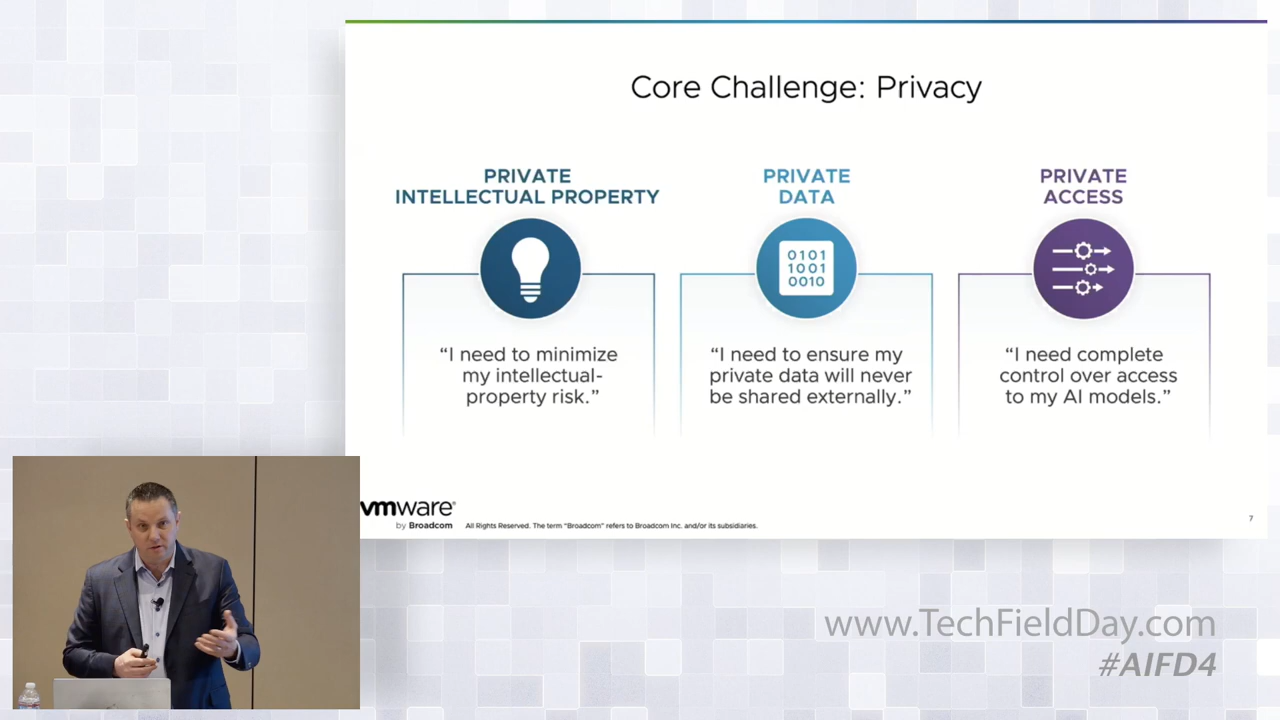 Core Challenge: Privacy
PRIVATE
INTELLECTUAL PROPERTY
“I need to minimize
my intellectual-
property risk.”
PRIVATE
DATA
0101
1001
0010
“I need to ensure my
private data will never
be shared externally.”
PRIVATE
ACCESS
“I need complete
control over access
to my AI models.”
vmware®
by Broadcom
All Rights Reserved. The term “Broadcom” refers to Broadcom Inc. and/or its subsidiaries.
7
www.TechFieldDay.com
#AIFD4